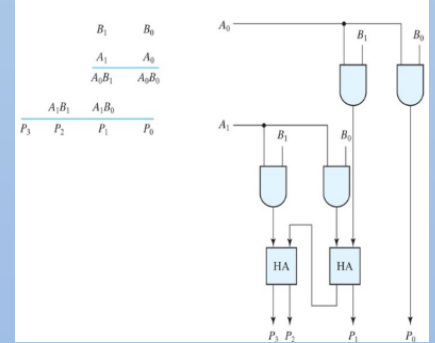 B₁ B₀
A₁ A₀
A₀B₁ A₀B₀
A₁B₁ A₁B₀
P₃ P₂ P₁ P₀
A₀
B₁ B₀
A₁
B₁ B₀
HA HA
P₃ P₂ P₁ P₀